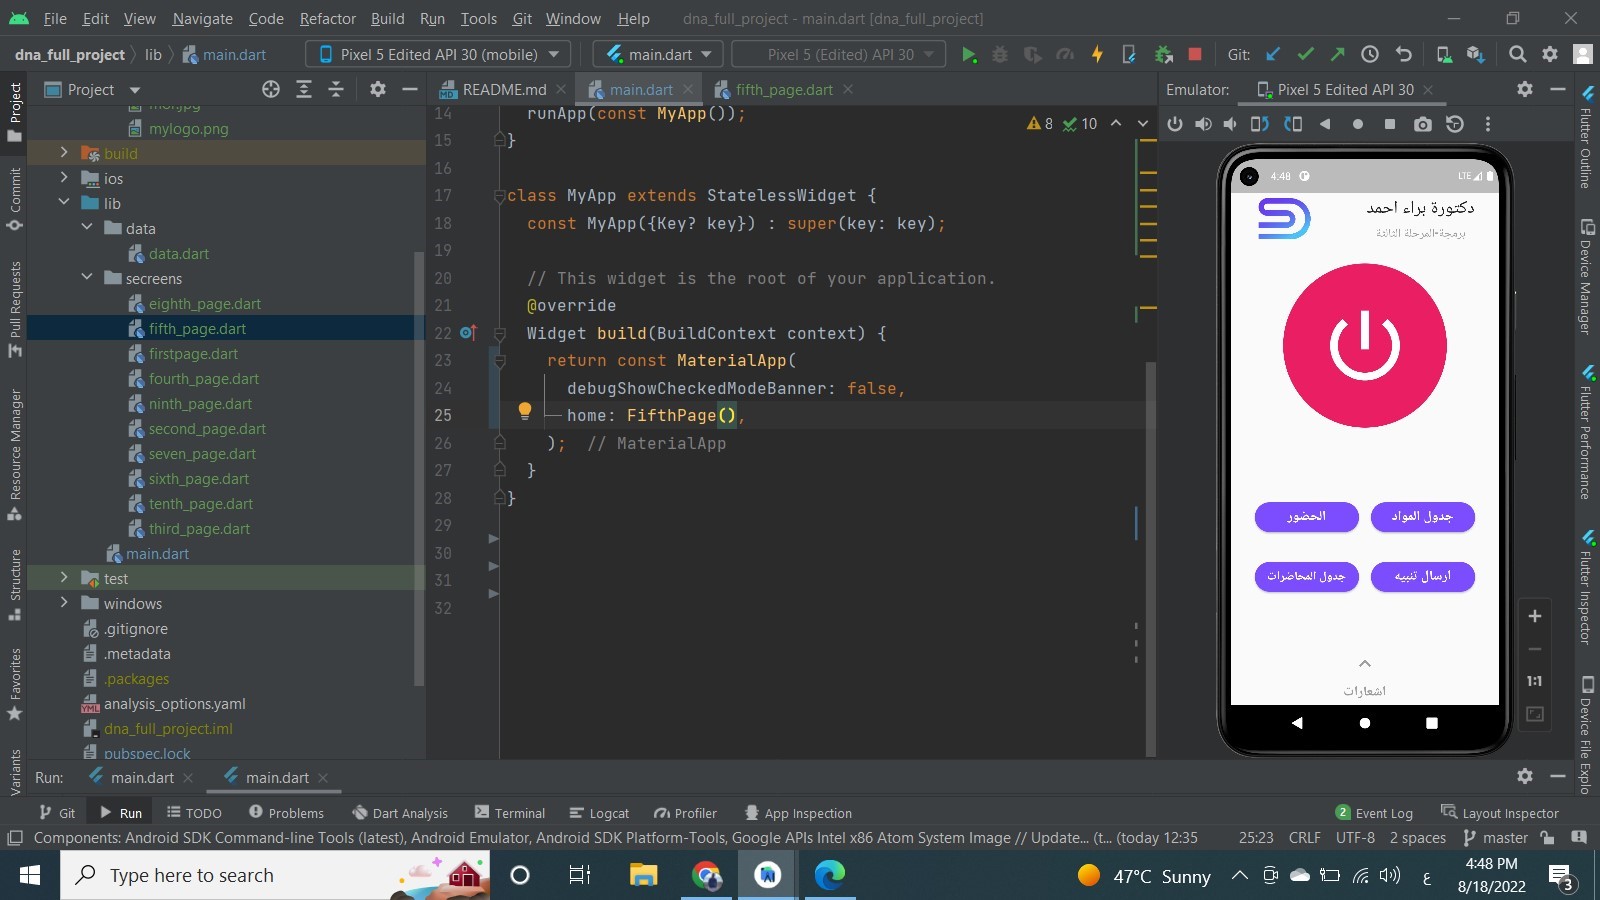 File Edit View Navigate Code Refactor Build Run Tools Git Window Help dna_full_project - main.dart [dna_full_project]
dna_full_project lib main.dart Pixel 5 Edited API 30 (mobile) main.dart Pixel 5 (Edited) API 30 Git:
Project
README.md main.dart fifth_page.dart
Emulator: Pixel 5 Edited API 30
mylogo.png
build
ios
lib
data
data.dart
secreens
eighth_page.dart
fifth_page.dart
firstpage.dart
fourth_page.dart
ninth_page.dart
second_page.dart
seven_page.dart
sixth_page.dart
tenth_page.dart
third_page.dart
main.dart
test
windows
.gitignore
.metadata
.packages
analysis_options.yaml
dna_full_project.iml
pubspec.lock
8 10
14 runApp(const MyApp());
15 }
16
17 class MyApp extends StatelessWidget {
18 const MyApp({Key? key}) : super(key: key);
19
20 // This widget is the root of your application.
21 @override
22 Widget build(BuildContext context) {
23 return const MaterialApp(
24 debugShowCheckedModeBanner: false,
25 home: FifthPage(),
26 ); // MaterialApp
27 }
28 }
29
30
31
32
4:48 LTE
دكتورة براء احمد
برمجة-المرحلة الثالثة
جدول المواد
الحضور
ارسال تنبيه
جدول المحاضرات
اشعارات
1:1
Project
Commit
Pull Requests
Resource Manager
Structure
Favorites
Variants
Flutter Outline
Device Manager
Flutter Performance
Flutter Inspector
Device File Explo
Run: main.dart main.dart
Git Run TODO Problems Dart Analysis Terminal Logcat Profiler App Inspection 2 Event Log Layout Inspector
Components: Android SDK Command-line Tools (latest), Android Emulator, Android SDK Platform-Tools, Google APIs Intel x86 Atom System Image // Update... (t... (today 12:35 25:23 CRLF UTF-8 2 spaces master
Type here to search
47°C Sunny
ع
4:48 PM
8/18/2022
3